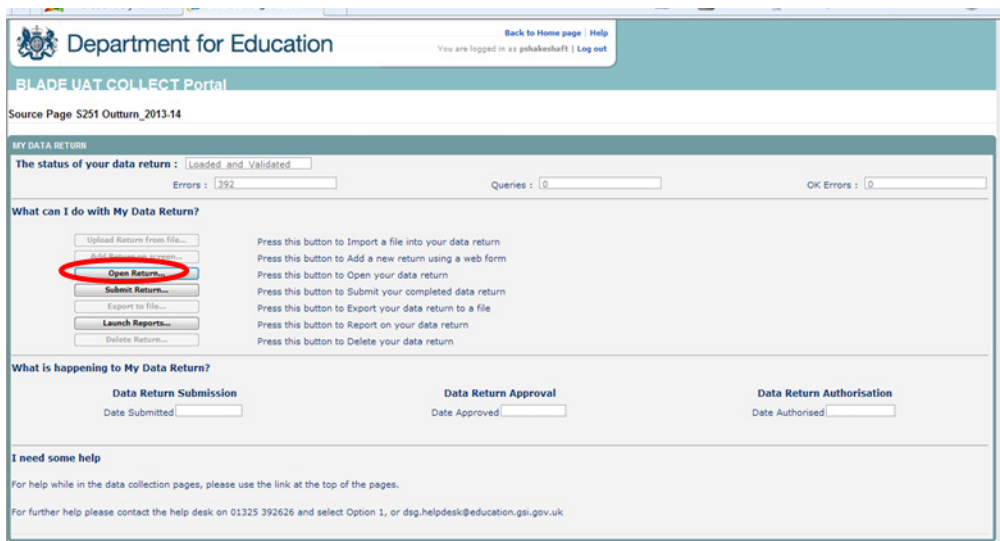 Back to Home page | Help
Department for Education
You are logged in as pshakeshaft | Log out
BLADE UAT COLLECT Portal
Source Page S251 Outturn_2013-14
MY DATA RETURN
The status of your data return : Loaded_and_Validated
Errors : 392 Queries : 0 OK Errors : 0
What can I do with My Data Return?
Upload Return from file... Press this button to Import a file into your data return
Add Return on screen... Press this button to Add a new return using a web form
Open Return... Press this button to Open your data return
Submit Return... Press this button to Submit your completed data return
Export to file... Press this button to Export your data return to a file
Launch Reports... Press this button to Report on your data return
Delete Return... Press this button to Delete your data return
What is happening to My Data Return?
Data Return Submission Data Return Approval Data Return Authorisation
Date Submitted Date Approved Date Authorised
I need some help
For help while in the data collection pages, please use the link at the top of the pages.
For further help please contact the help desk on 01325 392626 and select Option 1, or dsg.helpdesk@education.gsi.gov.uk